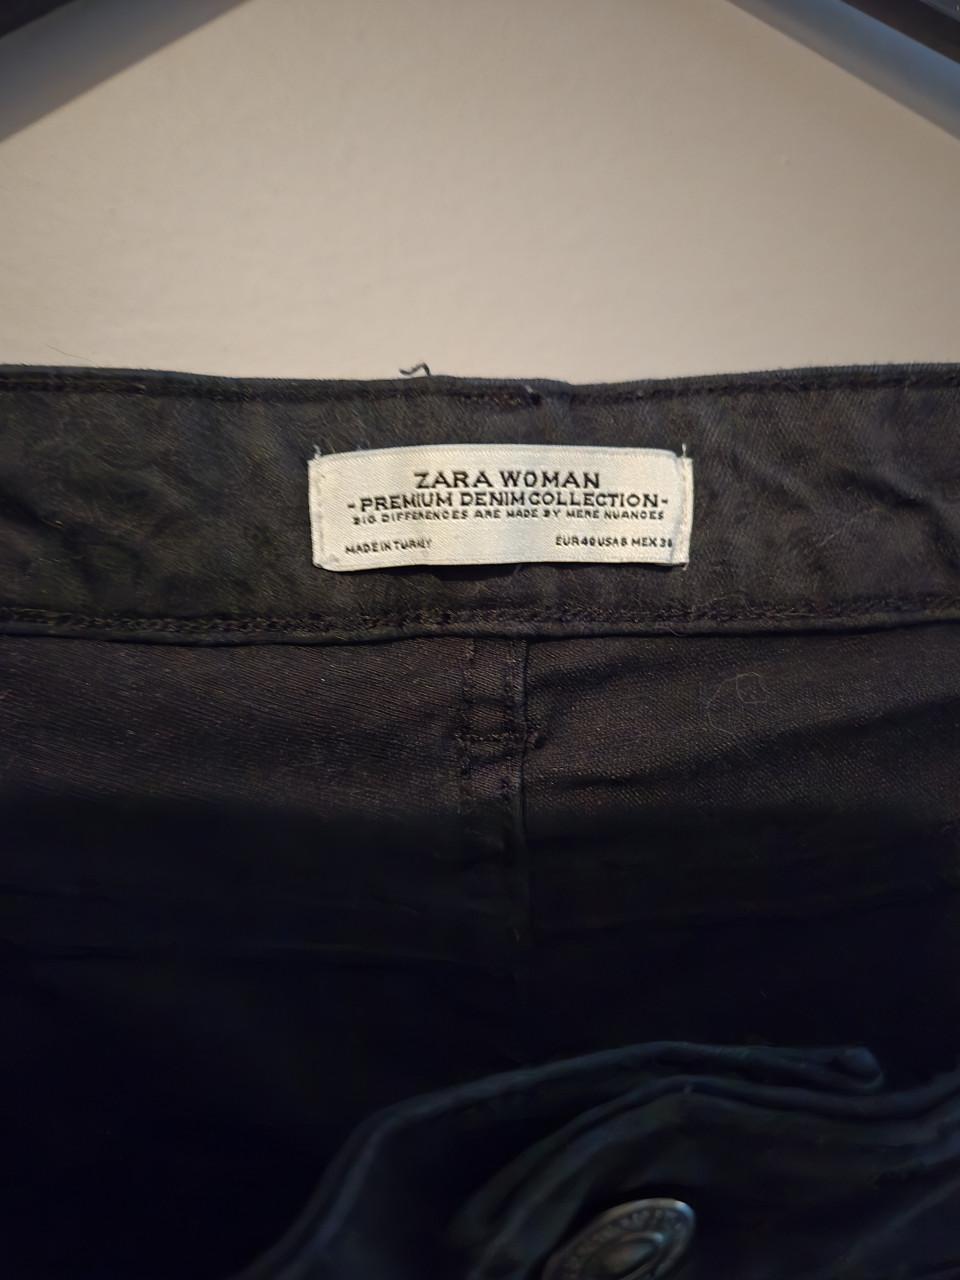 ZARA WOMAN
-PREMIUM DENIM COLLECTION-
BIG DIFFERENCES ARE MADE BY MERE NUANCES
MADE IN TURKEY EUR 40 USA 8 MEX 28